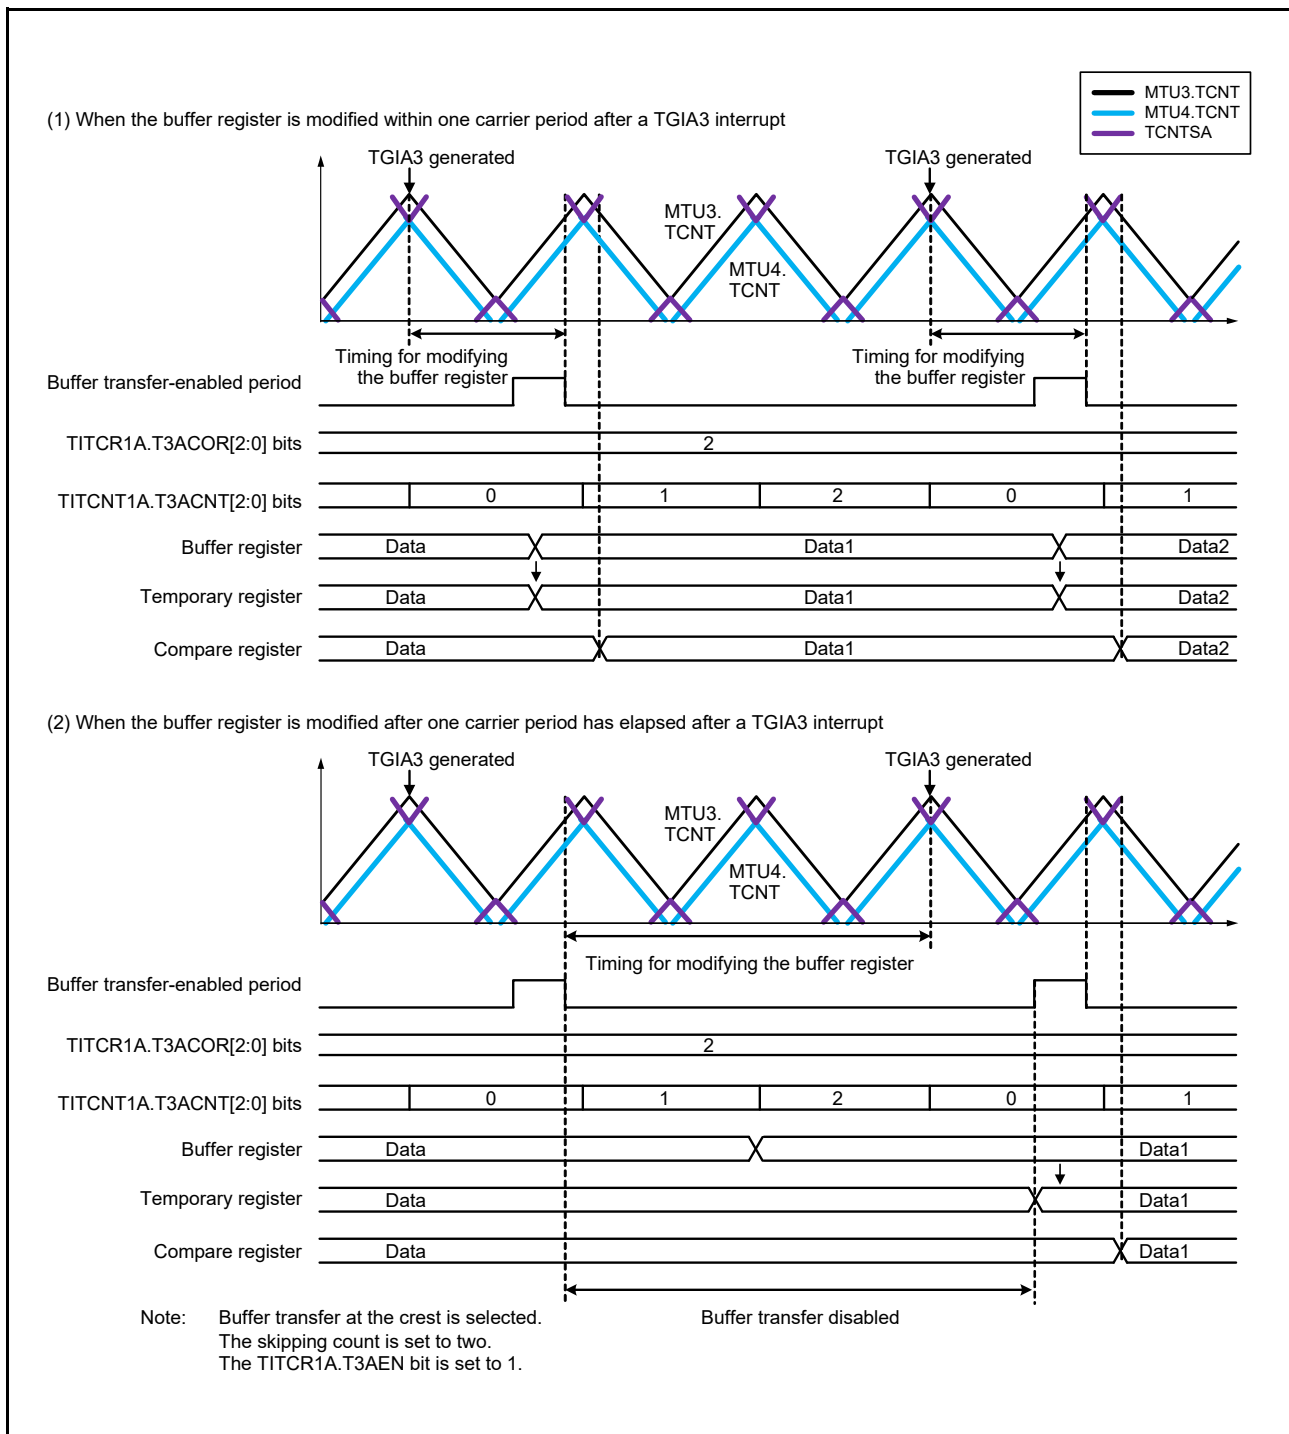 MTU3.TCNT
MTU4.TCNT
TCNTSA
(1) When the buffer register is modified within one carrier period after a TGIA3 interrupt
TGIA3 generated
TGIA3 generated
MTU3.
TCNT
MTU4.
TCNT
Timing for modifying
the buffer register
Timing for modifying
the buffer register
Buffer transfer-enabled period
TITCR1A.T3ACOR[2:0] bits
2
TITCNT1A.T3ACNT[2:0] bits
0
1
2
0
1
Buffer register
Data
Data1
Data2
Temporary register
Data
Data1
Data2
Compare register
Data
Data1
Data2
(2) When the buffer register is modified after one carrier period has elapsed after a TGIA3 interrupt
TGIA3 generated
TGIA3 generated
MTU3.
TCNT
MTU4.
TCNT
Timing for modifying the buffer register
Buffer transfer-enabled period
TITCR1A.T3ACOR[2:0] bits
2
TITCNT1A.T3ACNT[2:0] bits
0
1
2
0
1
Buffer register
Data
Data1
Temporary register
Data
Data1
Compare register
Data
Data1
Buffer transfer disabled
Note: Buffer transfer at the crest is selected.
The skipping count is set to two.
The TITCR1A.T3AEN bit is set to 1.